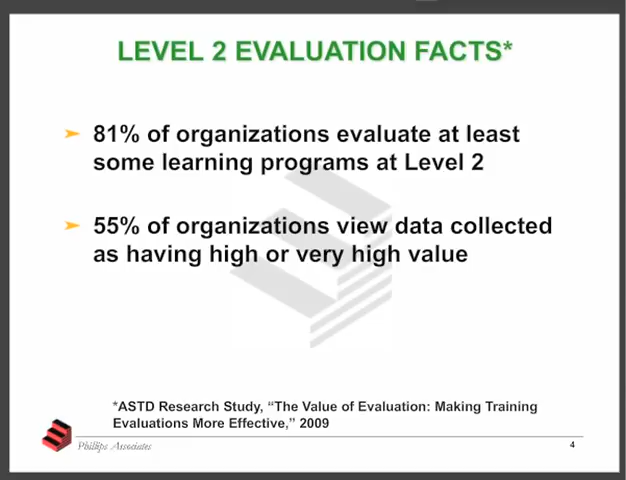 LEVEL 2 EVALUATION FACTS*
➤ 81% of organizations evaluate at least
some learning programs at Level 2
➤ 55% of organizations view data collected
as having high or very high value
*ASTD Research Study, “The Value of Evaluation: Making Training
Evaluations More Effective,” 2009
Phillips Associates
4